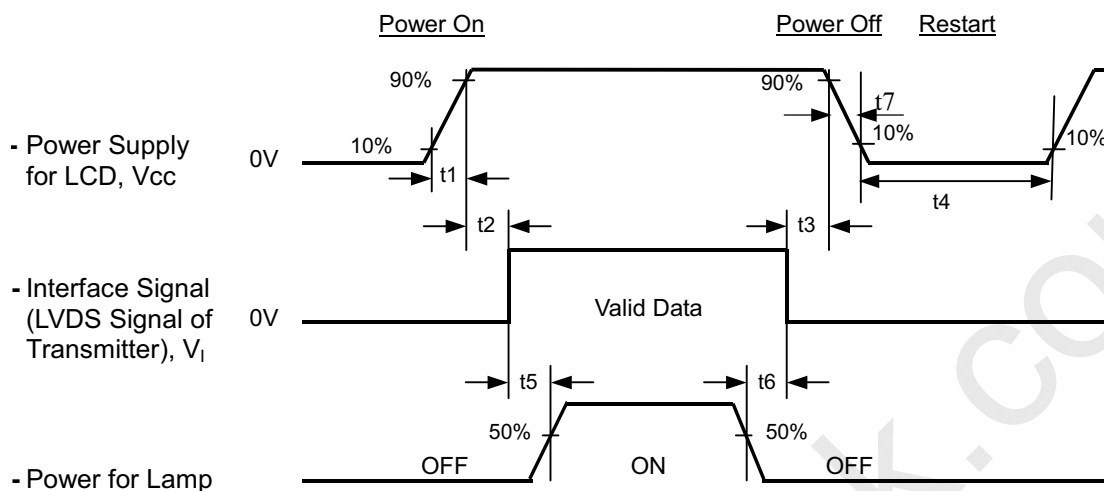 Power On
Power Off
Restart
90%
90%
t7
- Power Supply
for LCD, Vcc
0V
10%
10%
10%
t1
t4
t2
t3
- Interface Signal
(LVDS Signal of
Transmitter), VI
0V
Valid Data
t5
t6
50%
50%
- Power for Lamp
OFF
ON
OFF